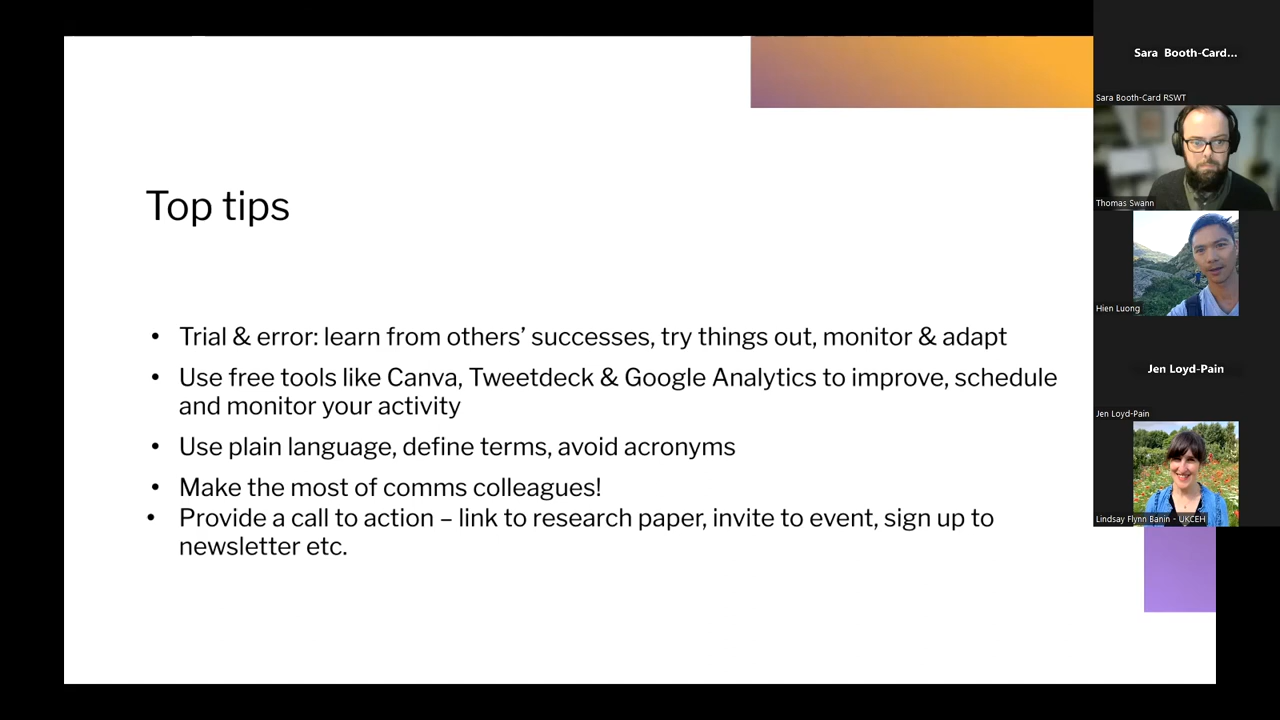 Top tips
• Trial & error: learn from others’ successes, try things out, monitor & adapt
• Use free tools like Canva, Tweetdeck & Google Analytics to improve, schedule
and monitor your activity
• Use plain language, define terms, avoid acronyms
• Make the most of comms colleagues!
• Provide a call to action – link to research paper, invite to event, sign up to
newsletter etc.
Sara Booth-Card...
Sara Booth-Card RSWT
Thomas Swann
Hien Luong
Jen Loyd-Pain
Jen Loyd-Pain
Lindsay Flynn Banin - UKCEH